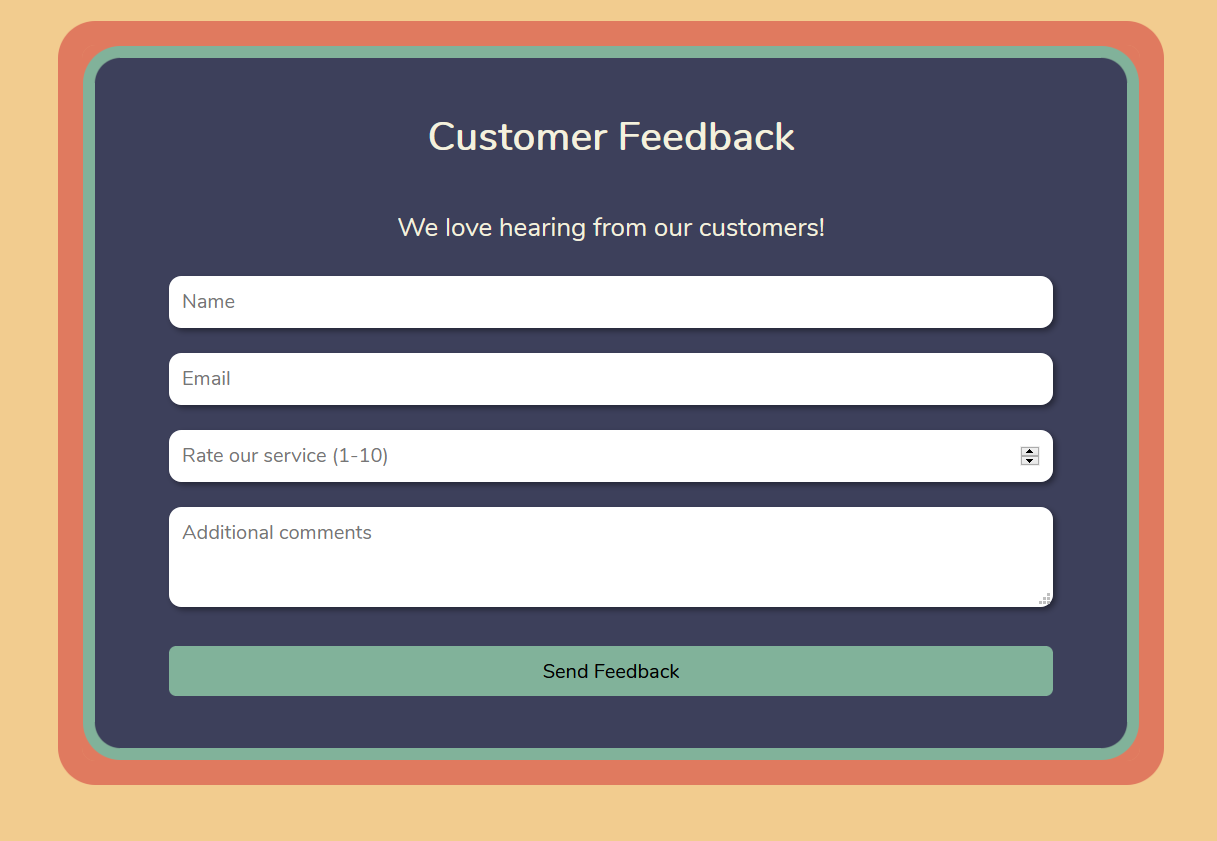 Customer Feedback
We love hearing from our customers!
Name
Email
Rate our service (1-10)
Additional comments
Send Feedback